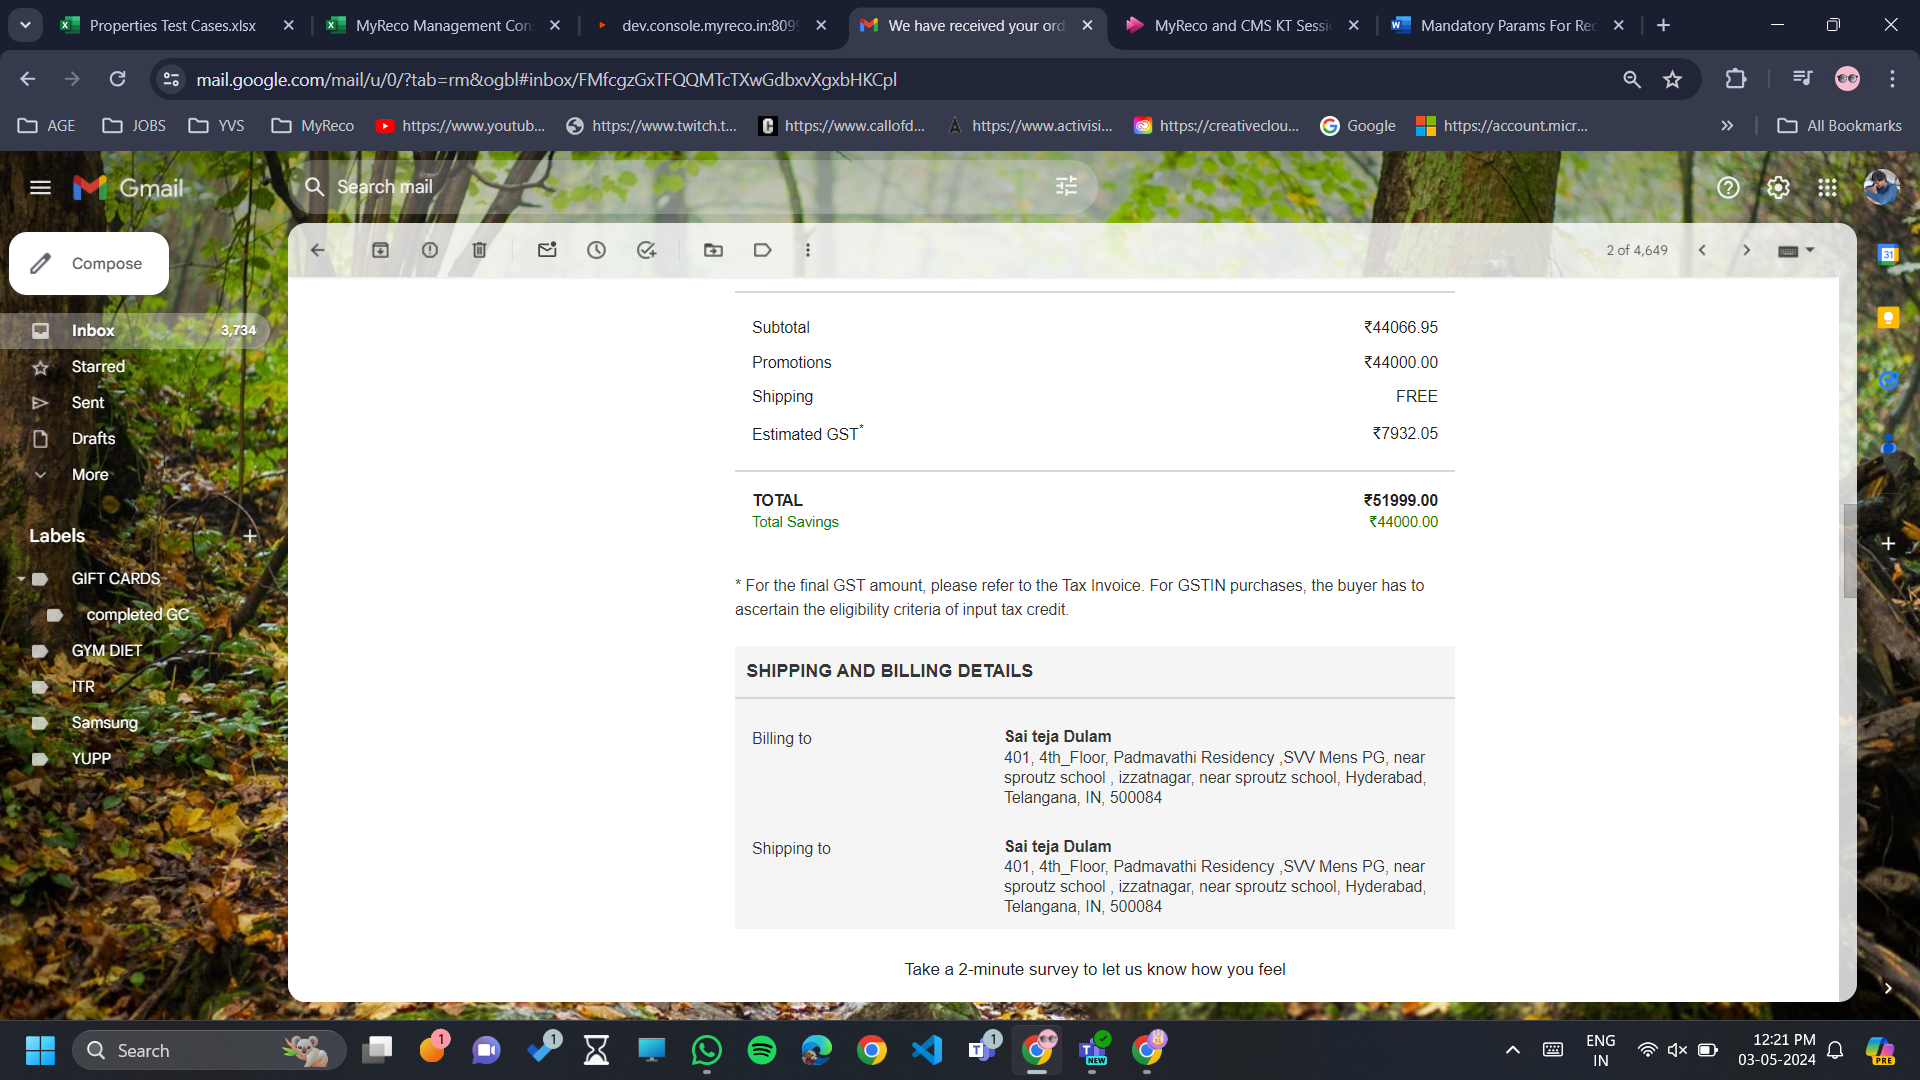 Properties Test Cases.xlsx
MyReco Management Con
dev.console.myreco.in:809
We have received your ord
MyReco and CMS KT Sessi
Mandatory Params For Rec
mail.google.com/mail/u/0/?tab=rm&ogbl#inbox/FMfcgzGxTFQQMTcTXwGdbxvXgxbHKCpl
AGE
JOBS
YVS
MyReco
https://www.youtub...
https://www.twitch.t...
https://www.callofd...
https://www.activisi...
https://creativeclou...
Google
https://account.micr...
All Bookmarks
Gmail
Search mail
Compose
2 of 4,649
31
Inbox 3,734
Starred
Sent
Drafts
More
Labels
GIFT CARDS
completed GC
GYM DIET
ITR
Samsung
YUPP
Subtotal ₹44066.95
Promotions ₹44000.00
Shipping FREE
Estimated GST* ₹7932.05
TOTAL ₹51999.00
Total Savings ₹44000.00
* For the final GST amount, please refer to the Tax Invoice. For GSTIN purchases, the buyer has to
ascertain the eligibility criteria of input tax credit.
SHIPPING AND BILLING DETAILS
Billing to
Sai teja Dulam
401, 4th_Floor, Padmavathi Residency ,SVV Mens PG, near
sproutz school , izzatnagar, near sproutz school, Hyderabad,
Telangana, IN, 500084
Shipping to
Sai teja Dulam
401, 4th_Floor, Padmavathi Residency ,SVV Mens PG, near
sproutz school , izzatnagar, near sproutz school, Hyderabad,
Telangana, IN, 500084
Take a 2-minute survey to let us know how you feel
Search
1
1
1
NEW
ENG
IN
12:21 PM
03-05-2024
PRE